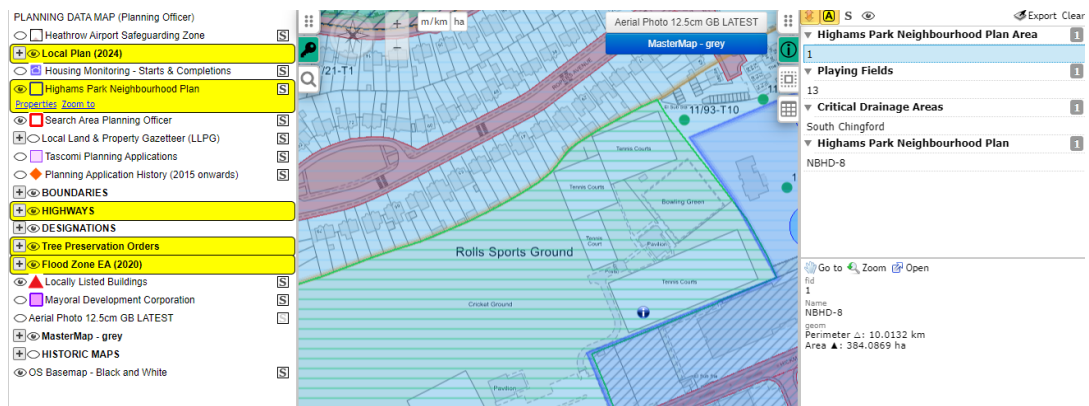 PLANNING DATA MAP (Planning Officer)
Heathrow Airport Safeguarding Zone S
Local Plan (2024)
Housing Monitoring - Starts & Completions S
Higham Park Neighbourhood Plan S
Properties Zoom to
Search Area Planning Officer S
Local Land & Property Gazetteer (LLPG)
Tascomi Planning Applications S
Planning Application History (2015 onwards) S
BOUNDARIES
HIGHWAYS
DESIGNATIONS
Tree Preservation Orders
Flood Zone EA (2020)
Locally Listed Buildings S
Mayoral Development Corporation S
Aerial Photo 12.5cm GB LATEST S
MasterMap - grey
HISTORIC MAPS
OS Basemap - Black and White S
+
−
m/km ha
Aerial Photo 12.5cm GB LATEST
MasterMap - grey
/21-T1
11/93-T10
11
1
Tennis Courts
Tennis Courts
Bowling Green
Tennis Court
Pavilion
Rolls Sports Ground
Tennis Courts
Cricket Ground
Pavilion
A S Export Clear
Highams Park Neighbourhood Plan Area 1
1
Playing Fields 1
13
Critical Drainage Areas 1
South Chingford
Highams Park Neighbourhood Plan 1
NBHD-8
Go to Zoom Open
fid
1
Name
NBHD-8
geom
Perimeter △: 10.0132 km
Area ▲: 384.0869 ha